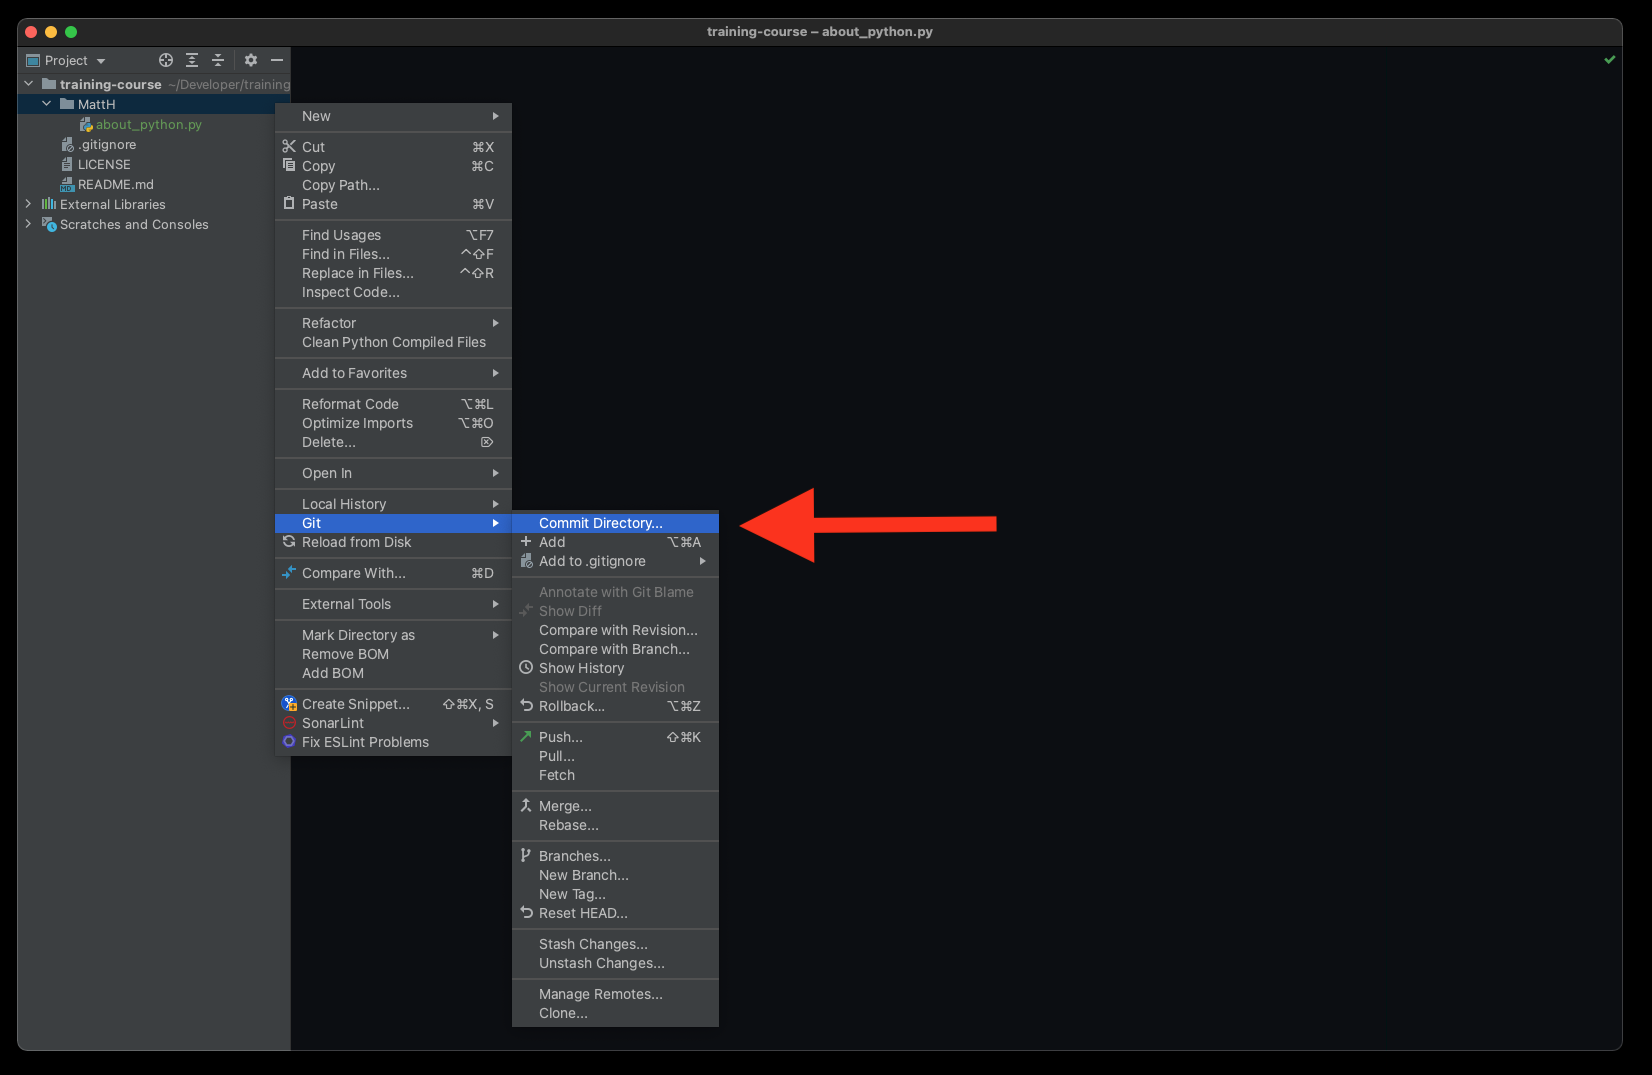 training-course – about_python.py
Project
training-course ~/Developer/training
MattH
about_python.py
.gitignore
LICENSE
MD
README.md
External Libraries
Scratches and Consoles
New
Cut ⌘X
Copy ⌘C
Copy Path...
Paste ⌘V
Find Usages ⌥F7
Find in Files... ^⇧F
Replace in Files... ^⇧R
Inspect Code...
Refactor
Clean Python Compiled Files
Add to Favorites
Reformat Code ⌥⌘L
Optimize Imports ⌥⌘O
Delete... ⌦
Open In
Local History
Git
Reload from Disk
Compare With... ⌘D
External Tools
Mark Directory as
Remove BOM
Add BOM
Create Snippet... ⇧⌘X, S
SonarLint
Fix ESLint Problems
Commit Directory...
Add ⌥⌘A
Add to .gitignore
Annotate with Git Blame
Show Diff
Compare with Revision...
Compare with Branch...
Show History
Show Current Revision
Rollback... ⌥⌘Z
Push... ⇧⌘K
Pull...
Fetch
Merge...
Rebase...
Branches...
New Branch...
New Tag...
Reset HEAD...
Stash Changes...
Unstash Changes...
Manage Remotes...
Clone...